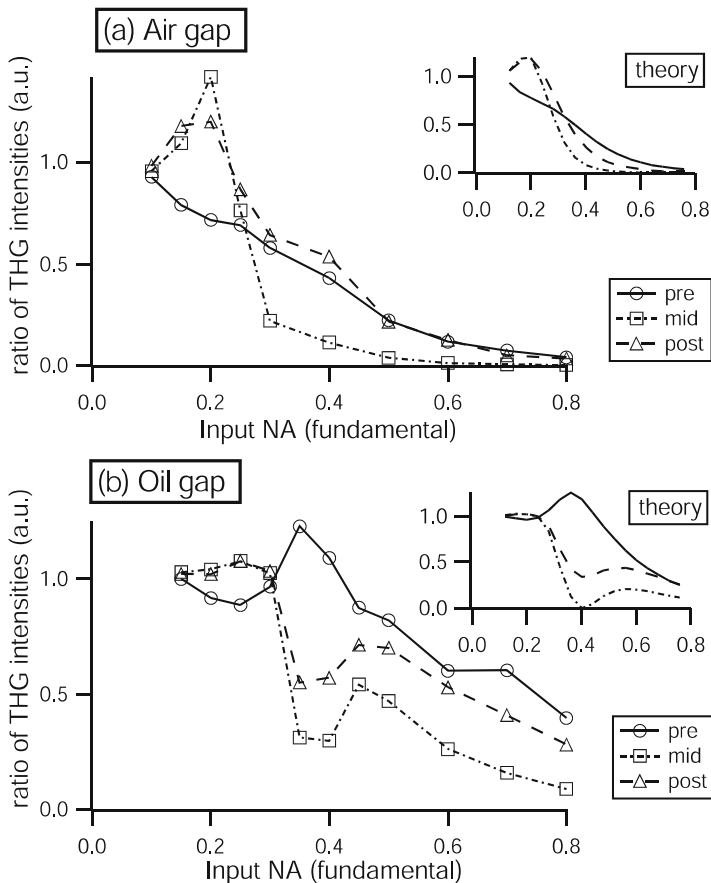 (a) Air gap
ratio of THG intensities (a.u.)
1.0
0.5
0.0
0.0 0.2 0.4 0.6 0.8
Input NA (fundamental)
theory
1.0
0.5
0.0
0.0 0.2 0.4 0.6 0.8
pre
mid
post
(b) Oil gap
ratio of THG intensities (a.u.)
1.0
0.5
0.0
0.0 0.2 0.4 0.6 0.8
Input NA (fundamental)
theory
1.0
0.5
0.0
0.0 0.2 0.4 0.6 0.8
pre
mid
post